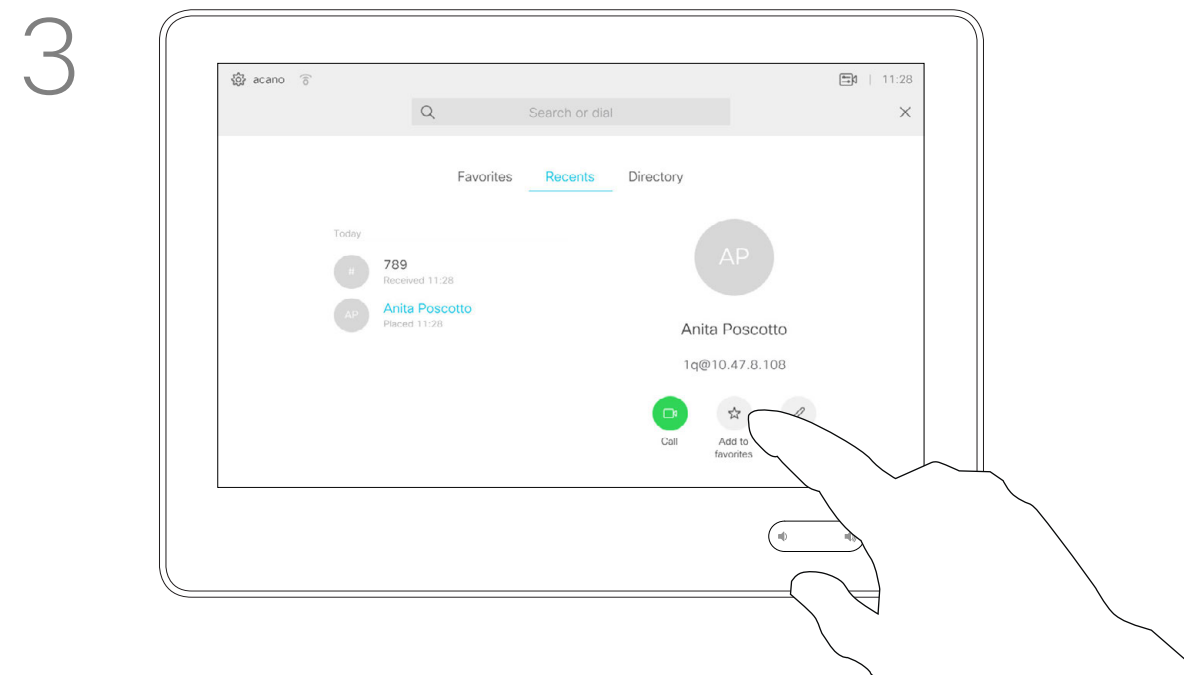 3
acano
11:28
Search or dial
Favorites Recents Directory
Today
#
789
Received 11:28
AP
Anita Poscotto
Placed 11:28
AP
Anita Poscotto
1q@10.47.8.108
Call
Add to
favorites